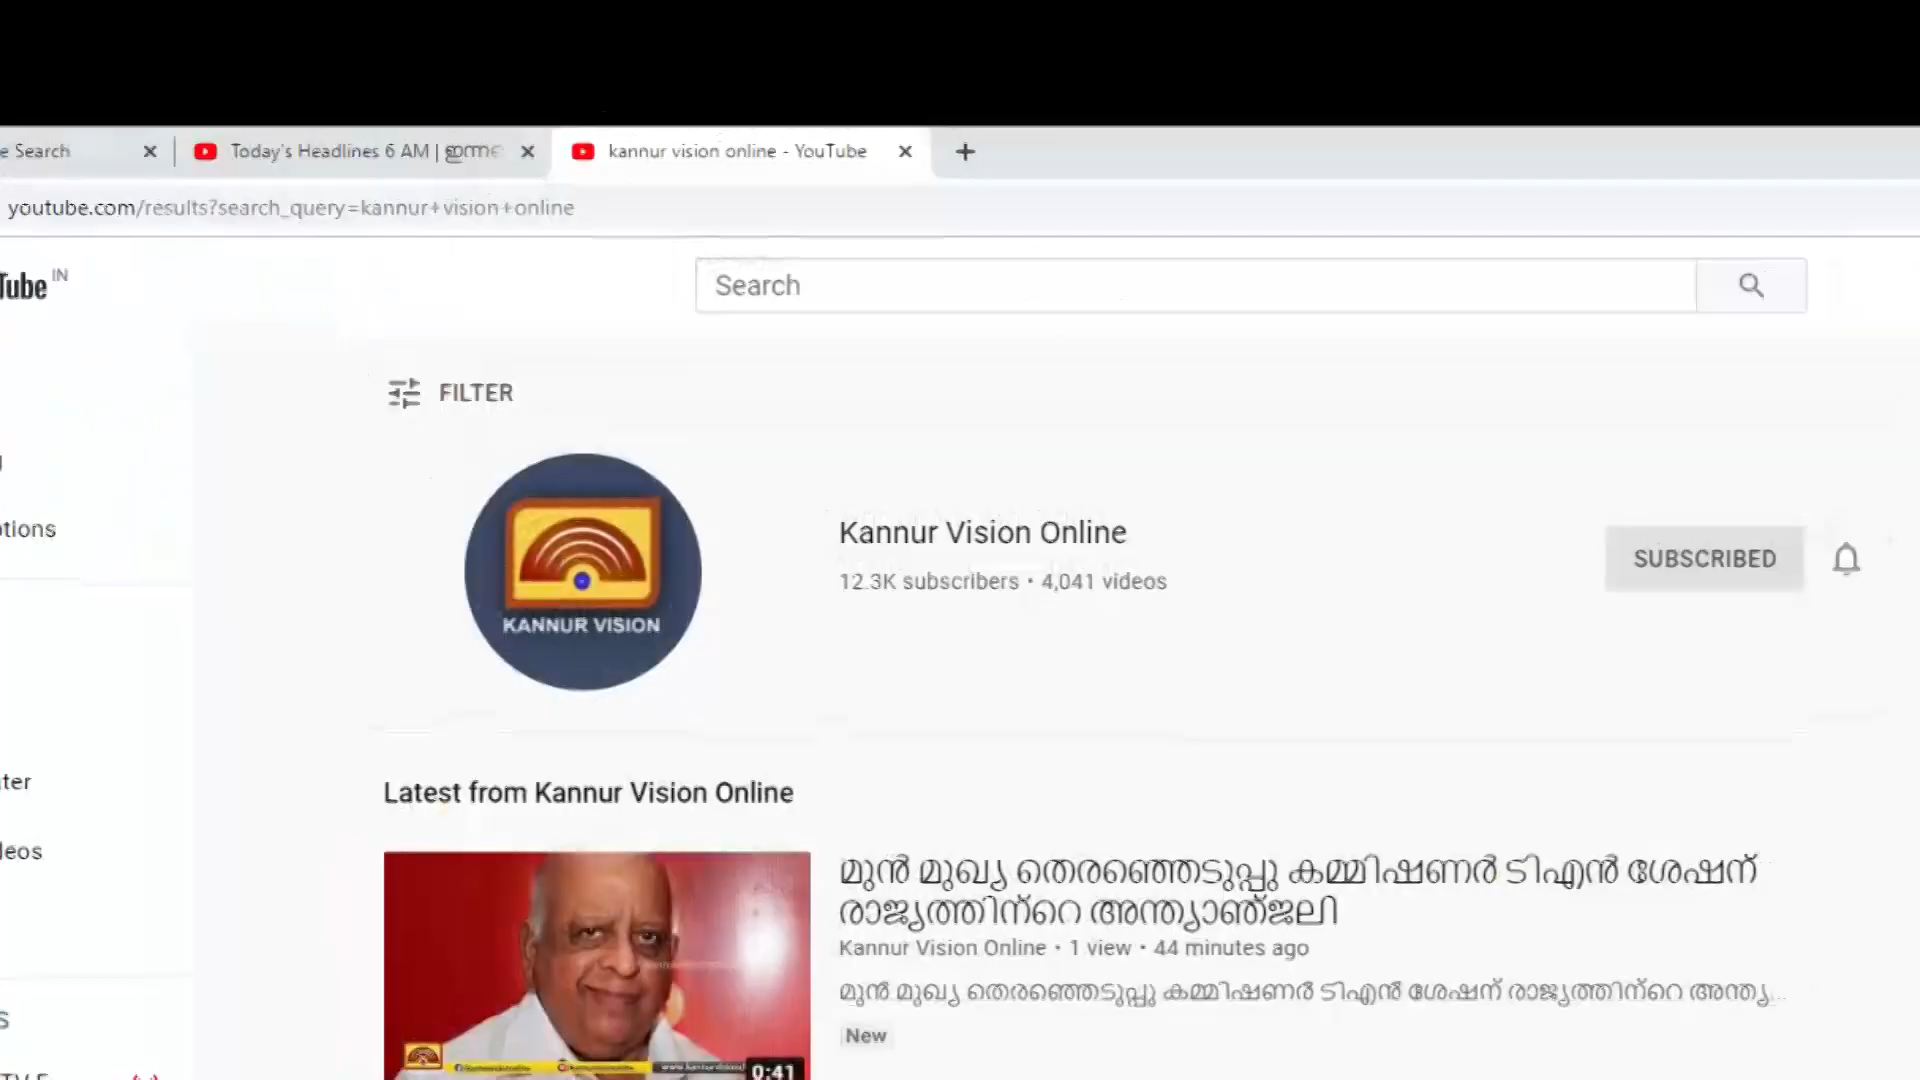 e Search
Today's Headlines 6 AM | ഇന്നത
kannur vision online - YouTube
youtube.com/results?search_query=kannur+vision+online
Tube IN
Search
FILTER
KANNUR VISION
Kannur Vision Online
12.3K subscribers • 4,041 videos
SUBSCRIBED
otions
Latest from Kannur Vision Online
ter
leos
മുൻ മുഖ്യ തെരഞ്ഞെടുപ്പു കമ്മിഷണർ ടിഎൻ ശേഷന്
രാജ്യത്തിന്റെ അന്ത്യാഞ്ജലി
Kannur Vision Online • 1 view • 44 minutes ago
മുൻ മുഖ്യ തെരഞ്ഞെടുപ്പു കമ്മിഷണർ ടിഎൻ ശേഷന് രാജ്യത്തിന്റെ അന്ത്യ...
New
S
0:41